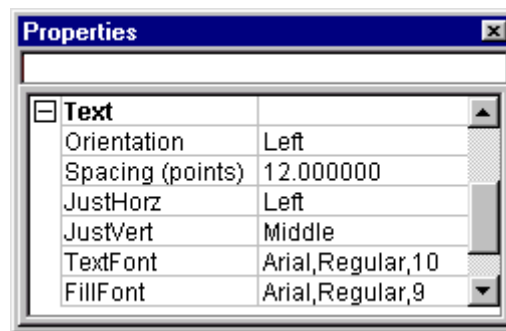 Properties
Text
Orientation Left
Spacing (points) 12.000000
JustHorz Left
JustVert Middle
TextFont Arial,Regular,10
FillFont Arial,Regular,9